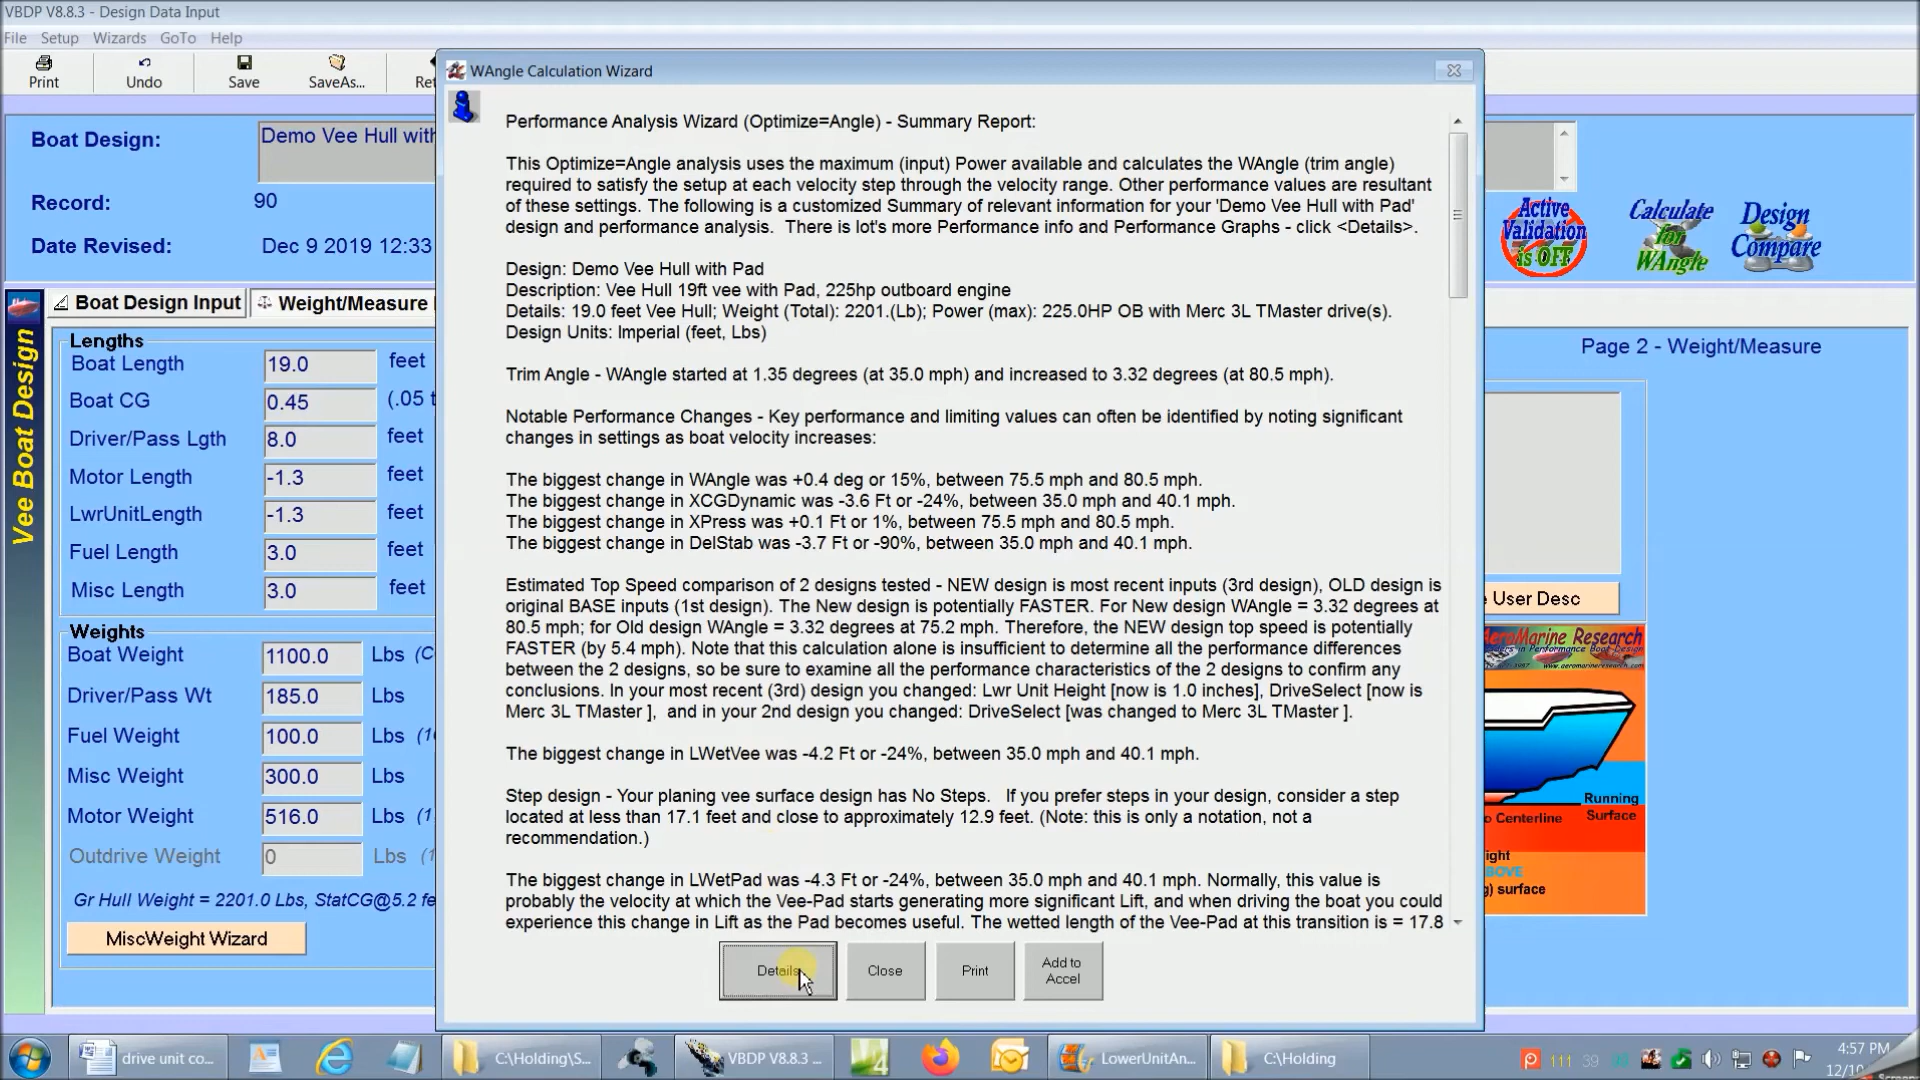 VBDP V8.8.3 - Design Data Input
File Setup Wizards GoTo Help
Print Undo Save SaveAs...
Boat Design: Demo Vee Hull with
Record: 90
Date Revised: Dec 9 2019 12:33
Boat Design Input Weight/Measure
Vee Boat Design
Lengths
Boat Length 19.0 feet
Boat CG 0.45 (.05 t
Driver/Pass Lgth 8.0 feet
Motor Length -1.3 feet
LwrUnitLength -1.3 feet
Fuel Length 3.0 feet
Misc Length 3.0 feet
Weights
Boat Weight 1100.0 Lbs (C
Driver/Pass Wt 185.0 Lbs
Fuel Weight 100.0 Lbs
Misc Weight 300.0 Lbs
Motor Weight 516.0 Lbs (1
Outdrive Weight 0 Lbs
Gr Hull Weight = 2201.0 Lbs, StatCG@5.2 fe
MiscWeight Wizard
WAngle Calculation Wizard
Performance Analysis Wizard (Optimize=Angle) - Summary Report:
This Optimize=Angle analysis uses the maximum (input) Power available and calculates the WAngle (trim angle)
required to satisfy the setup at each velocity step through the velocity range. Other performance values are resultant
of these settings. The following is a customized Summary of relevant information for your 'Demo Vee Hull with Pad'
design and performance analysis. There is lot's more Performance info and Performance Graphs - click <Details>.
Design: Demo Vee Hull with Pad
Description: Vee Hull 19ft vee with Pad, 225hp outboard engine
Details: 19.0 feet Vee Hull; Weight (Total): 2201.(Lb); Power (max): 225.0HP OB with Merc 3L TMaster drive(s).
Design Units: Imperial (feet, Lbs)
Trim Angle - WAngle started at 1.35 degrees (at 35.0 mph) and increased to 3.32 degrees (at 80.5 mph).
Notable Performance Changes - Key performance and limiting values can often be identified by noting significant
changes in settings as boat velocity increases:
The biggest change in WAngle was +0.4 deg or 15%, between 75.5 mph and 80.5 mph.
The biggest change in XCGDynamic was -3.6 Ft or -24%, between 35.0 mph and 40.1 mph.
The biggest change in XPress was +0.1 Ft or 1%, between 75.5 mph and 80.5 mph.
The biggest change in DelStab was -3.7 Ft or -90%, between 35.0 mph and 40.1 mph.
Estimated Top Speed comparison of 2 designs tested - NEW design is most recent inputs (3rd design), OLD design is
original BASE inputs (1st design). The New design is potentially FASTER. For New design WAngle = 3.32 degrees at
80.5 mph; for Old design WAngle = 3.32 degrees at 75.2 mph. Therefore, the NEW design top speed is potentially
FASTER (by 5.4 mph). Note that this calculation alone is insufficient to determine all the performance differences
between the 2 designs, so be sure to examine all the performance characteristics of the 2 designs to confirm any
conclusions. In your most recent (3rd) design you changed: Lwr Unit Height [now is 1.0 inches], DriveSelect [now is
Merc 3L TMaster ], and in your 2nd design you changed: DriveSelect [was changed to Merc 3L TMaster ].
The biggest change in LWetVee was -4.2 Ft or -24%, between 35.0 mph and 40.1 mph.
Step design - Your planing vee surface design has No Steps. If you prefer steps in your design, consider a step
located at less than 17.1 feet and close to approximately 12.9 feet. (Note: this is only a notation, not a
recommendation.)
The biggest change in LWetPad was -4.3 Ft or -24%, between 35.0 mph and 40.1 mph. Normally, this value is
probably the velocity at which the Vee-Pad starts generating more significant Lift, and when driving the boat you could
experience this change in Lift as the Pad becomes useful. The wetted length of the Vee-Pad at this transition is = 17.8
Details Close Print Add to
Accel
Active
Validation
is OFF
Calculate
for
WAngle
Design
Compare
Page 2 - Weight/Measure
User Desc
AeroMarine Research
Running
Surface
to Centerline
ight
surface
drive unit co...
C:\Holding\S...
VBDP V8.8.3 ...
LowerUnitAn...
C:\Holding
111 39
4:57 PM
12/10